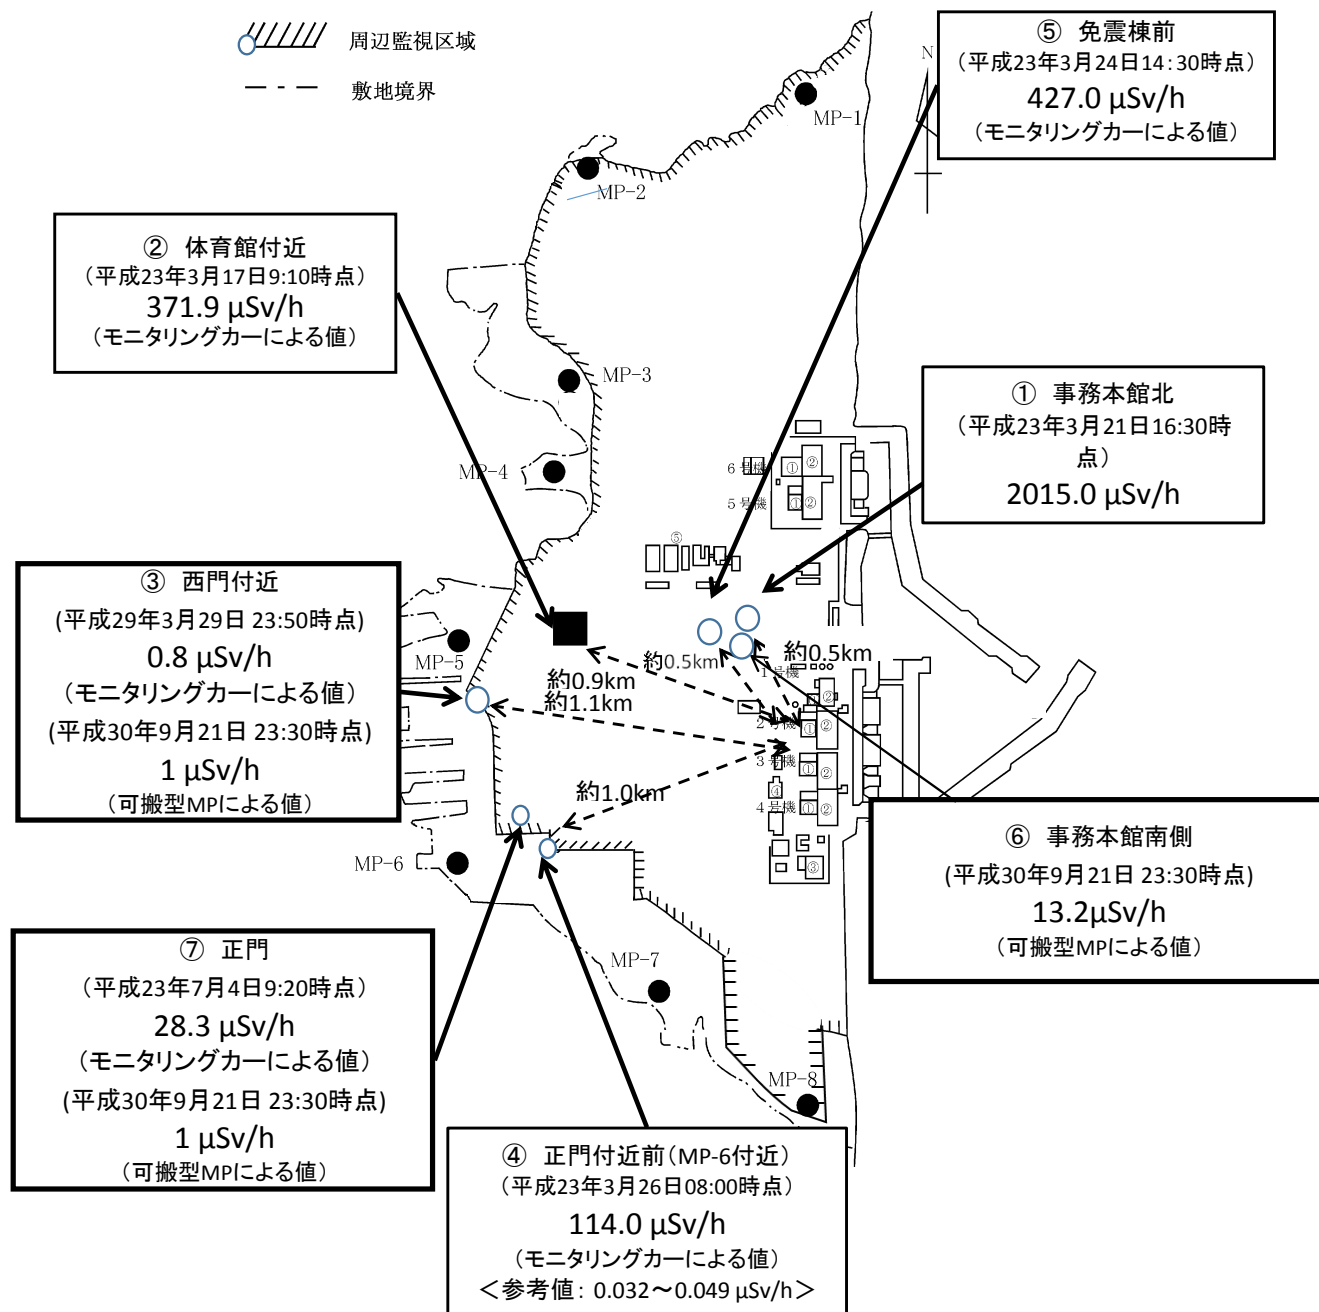 周辺監視区域
敷地境界
⑤ 免震棟前
(平成23年3月24日14:30時点)
427.0 μSv/h
(モニタリングカーによる値)
N
MP-1
MP-2
② 体育館付近
(平成23年3月17日9:10時点)
371.9 μSv/h
(モニタリングカーによる値)
MP-3
MP-4
① 事務本館北
(平成23年3月21日16:30時
点)
2015.0 μSv/h
6号機
①
②
5号機
①
②
⑤
③ 西門付近
(平成29年3月29日 23:50時点)
0.8 μSv/h
(モニタリングカーによる値)
(平成30年9月21日 23:30時点)
1 μSv/h
(可搬型MPによる値)
MP-5
約0.5km
約0.5km
約0.9km
約1.1km
1号機
②
2号機
①
②
3号機
①
②
④
4号機
①
②
③
約1.0km
MP-6
⑥ 事務本館南側
(平成30年9月21日 23:30時点)
13.2μSv/h
(可搬型MPによる値)
⑦ 正門
(平成23年7月4日9:20時点)
28.3 μSv/h
(モニタリングカーによる値)
(平成30年9月21日 23:30時点)
1 μSv/h
(可搬型MPによる値)
MP-7
MP-8
④ 正門付近前(MP-6付近)
(平成23年3月26日08:00時点)
114.0 μSv/h
(モニタリングカーによる値)
<参考値: 0.032~0.049 μSv/h>